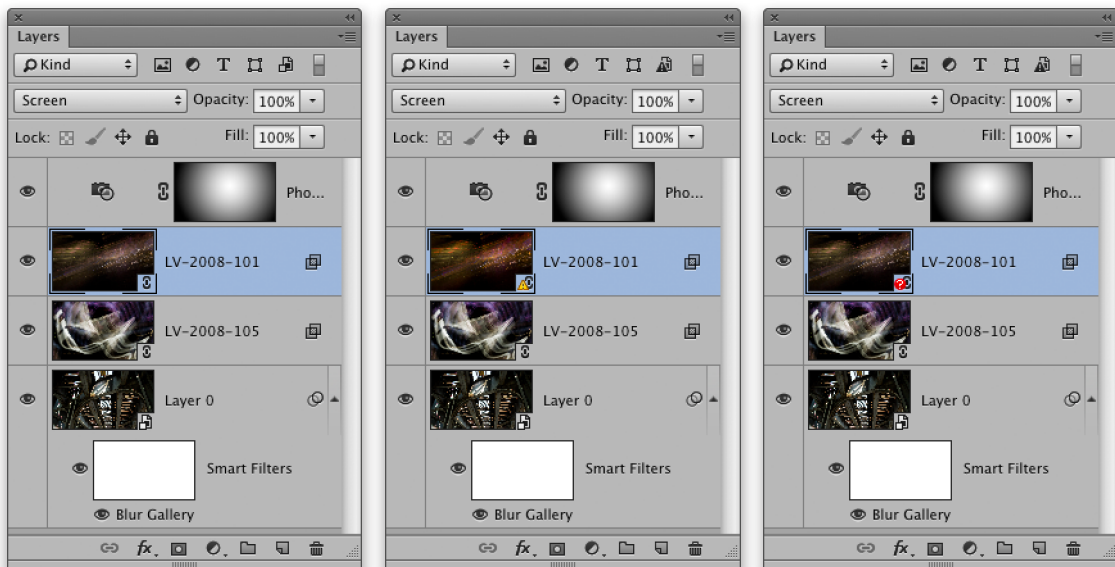 Layers
Kind
Screen Opacity: 100%
Lock: Fill: 100%
Pho...
LV-2008-101
LV-2008-105
Layer 0
Smart Filters
Blur Gallery
fx
Layers
Kind
Screen Opacity: 100%
Lock: Fill: 100%
Pho...
LV-2008-101
LV-2008-105
Layer 0
Smart Filters
Blur Gallery
fx
Layers
Kind
Screen Opacity: 100%
Lock: Fill: 100%
Pho...
LV-2008-101
LV-2008-105
Layer 0
Smart Filters
Blur Gallery
fx